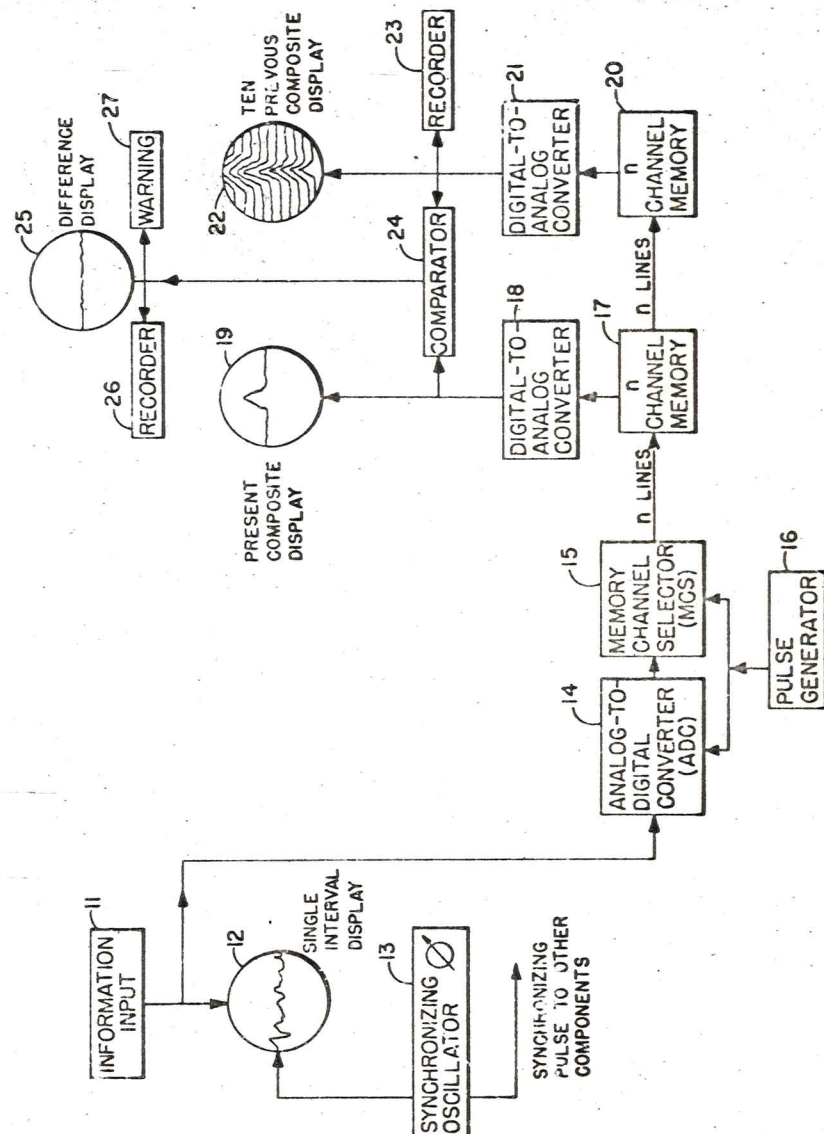 11
INFORMATION
INPUT
12
SINGLE
INTERVAL
DISPLAY
13
SYNCHRONIZING
OSCILLATOR
SYNCHRONIZING
PULSE TO OTHER
COMPONENTS
14
ANALOG-TO-
DIGITAL
CONVERTER
(ADC)
15
MEMORY
CHANNEL
SELECTOR
(MCS)
16
PULSE
GENERATOR
n LINES
17
n
CHANNEL
MEMORY
n LINES
20
n
CHANNEL
MEMORY
18
DIGITAL-TO-
ANALOG
CONVERTER
21
DIGITAL-TO-
ANALOG
CONVERTER
19
PRESENT
COMPOSITE
DISPLAY
24
COMPARATOR
23
RECORDER
22
TEN
PREVOUS
COMPOSITE
DISPLAY
25
DIFFERENCE
DISPLAY
26
RECORDER
27
WARNING